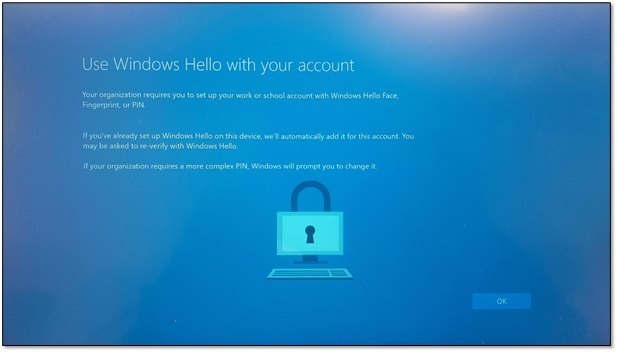 Use Windows Hello with your account
Your organization requires you to set up your work or school account with Windows Hello Face,
Fingerprint, or PIN.
If you've already set up Windows Hello on this device, we'll automatically add it for this account. You
may be asked to re-verify with Windows Hello.
If your organization requires a more complex PIN, Windows will prompt you to change it.
OK